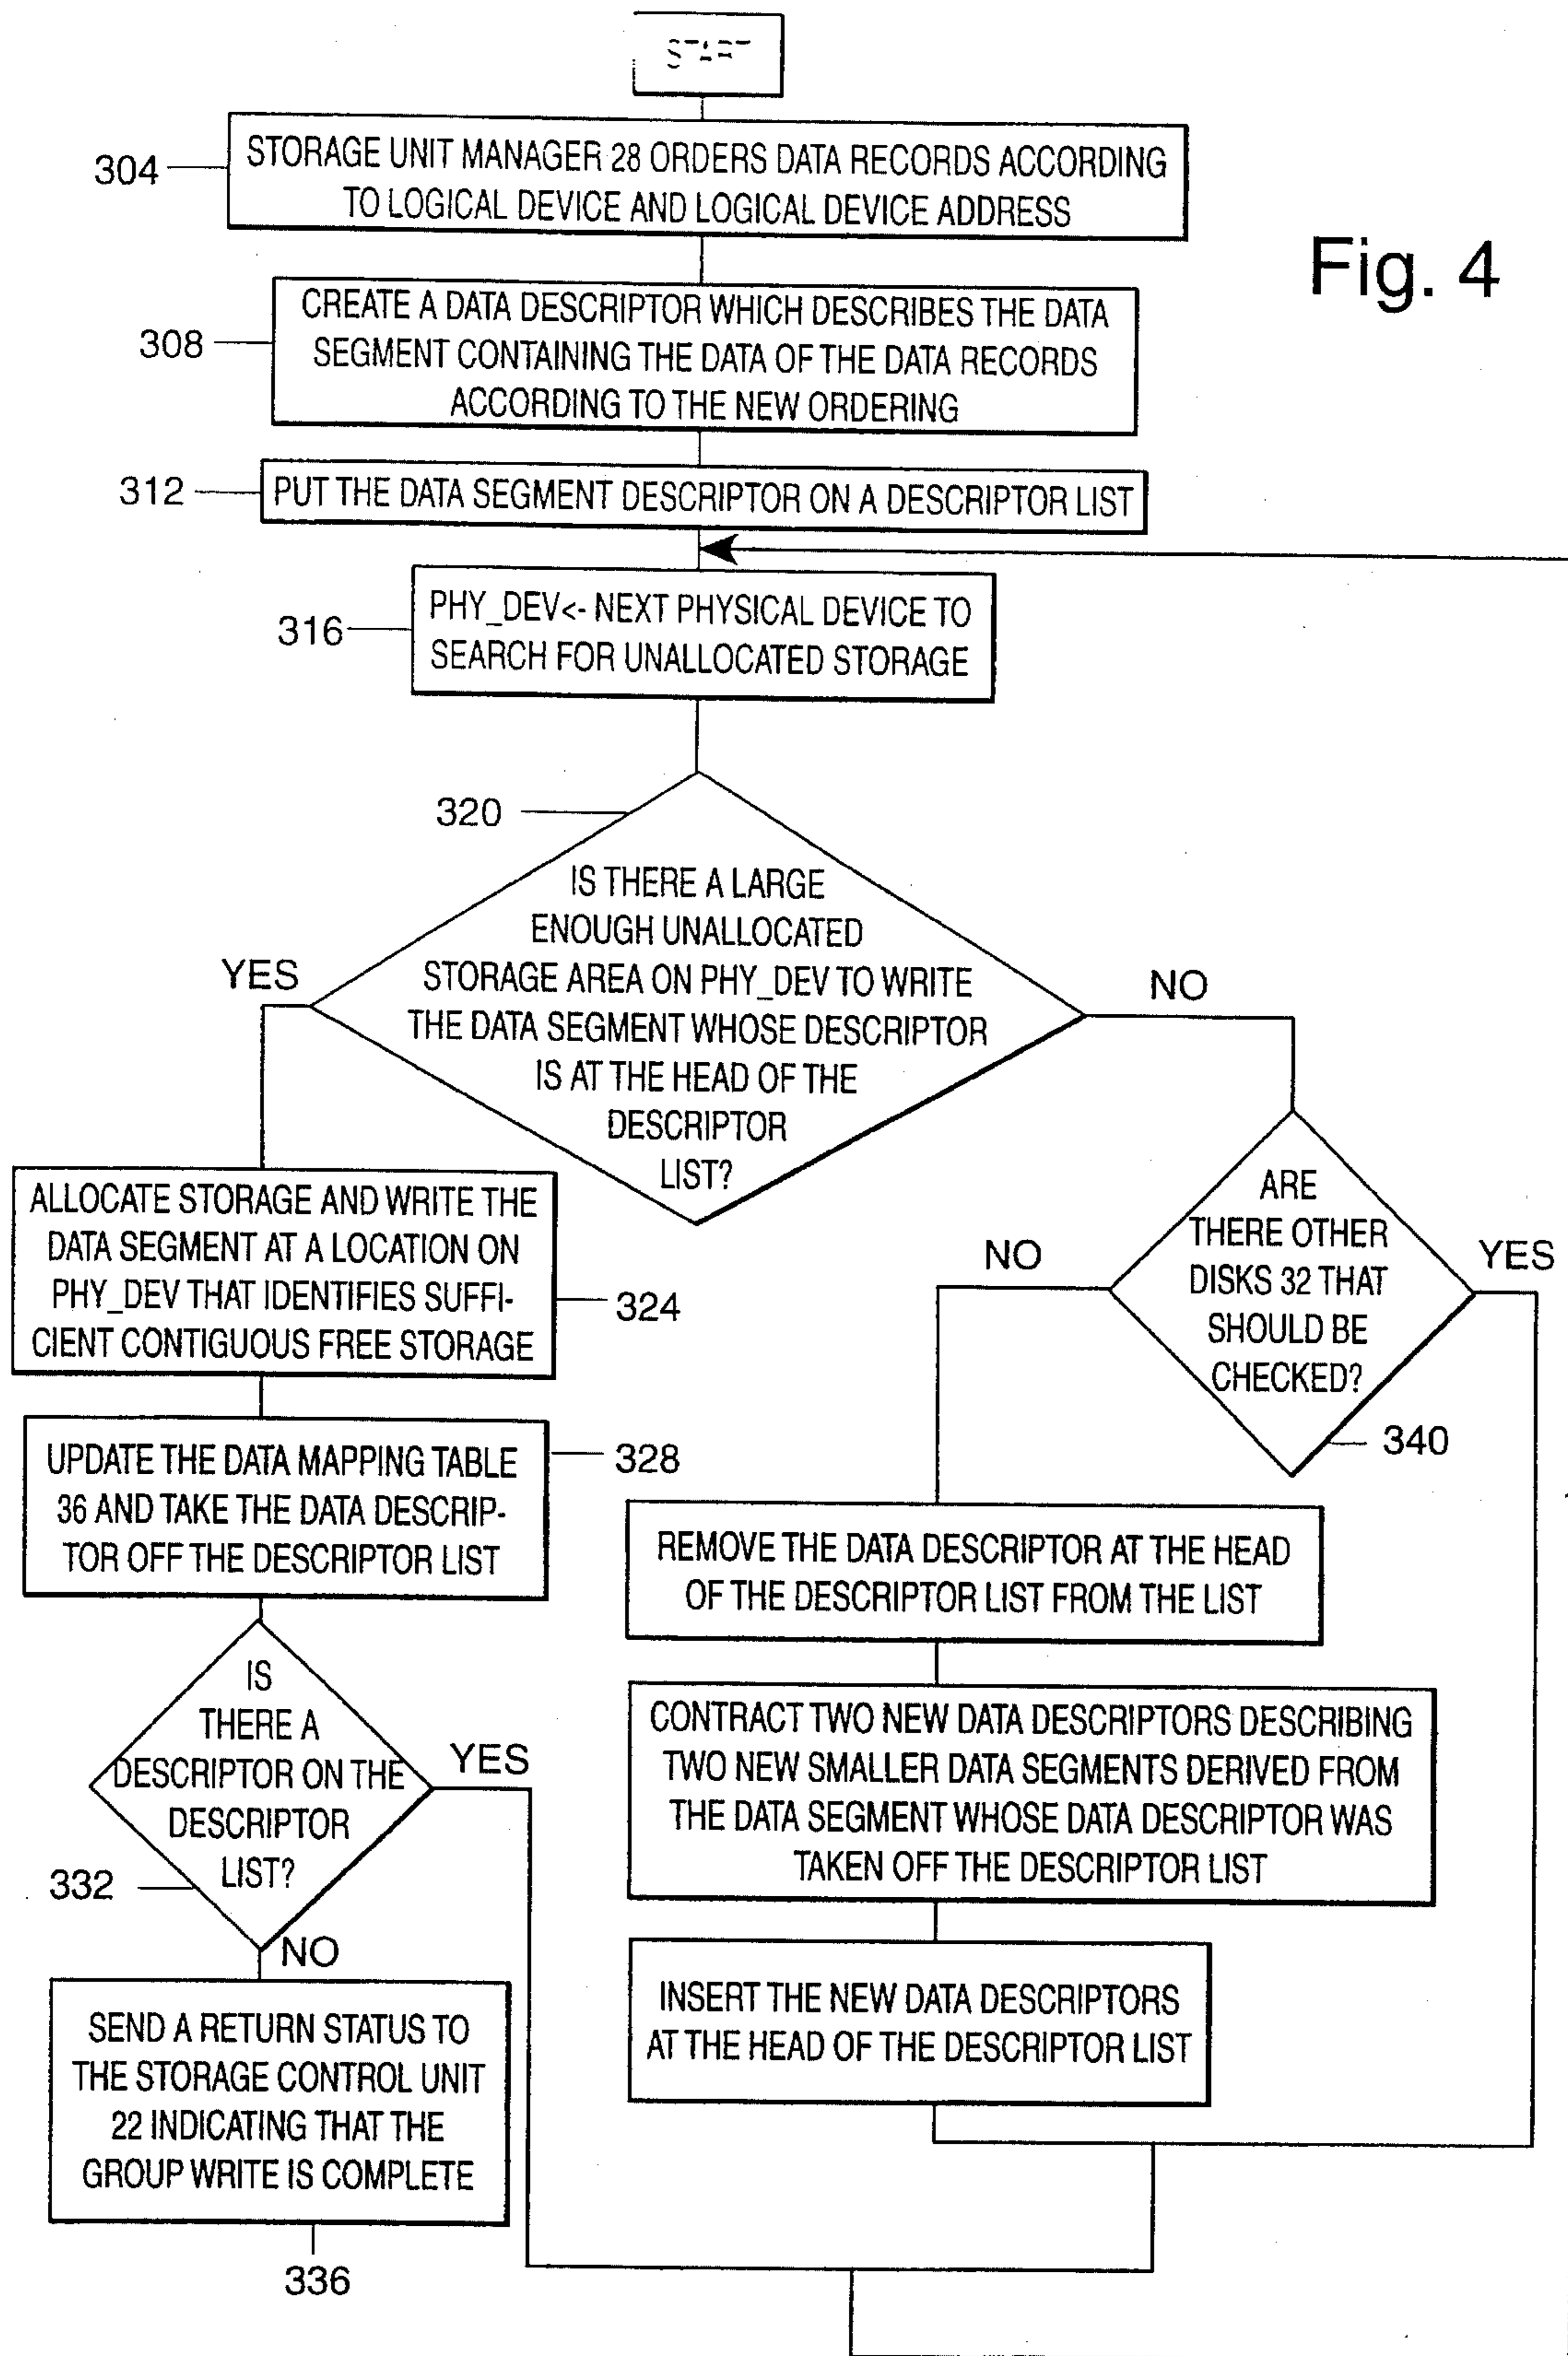 START
304
STORAGE UNIT MANAGER 28 ORDERS DATA RECORDS ACCORDING
TO LOGICAL DEVICE AND LOGICAL DEVICE ADDRESS
Fig. 4
308
CREATE A DATA DESCRIPTOR WHICH DESCRIBES THE DATA
SEGMENT CONTAINING THE DATA OF THE DATA RECORDS
ACCORDING TO THE NEW ORDERING
312
PUT THE DATA SEGMENT DESCRIPTOR ON A DESCRIPTOR LIST
316
PHY_DEV<- NEXT PHYSICAL DEVICE TO
SEARCH FOR UNALLOCATED STORAGE
320
IS THERE A LARGE
ENOUGH UNALLOCATED
STORAGE AREA ON PHY_DEV TO WRITE
THE DATA SEGMENT WHOSE DESCRIPTOR
IS AT THE HEAD OF THE
DESCRIPTOR
LIST?
YES
NO
ALLOCATE STORAGE AND WRITE THE
DATA SEGMENT AT A LOCATION ON
PHY_DEV THAT IDENTIFIES SUFFI-
CIENT CONTIGUOUS FREE STORAGE
324
ARE
THERE OTHER
DISKS 32 THAT
SHOULD BE
CHECKED?
NO
YES
340
UPDATE THE DATA MAPPING TABLE
36 AND TAKE THE DATA DESCRIP-
TOR OFF THE DESCRIPTOR LIST
328
REMOVE THE DATA DESCRIPTOR AT THE HEAD
OF THE DESCRIPTOR LIST FROM THE LIST
IS
THERE A
DESCRIPTOR ON THE
DESCRIPTOR
LIST?
YES
332
NO
CONTRACT TWO NEW DATA DESCRIPTORS DESCRIBING
TWO NEW SMALLER DATA SEGMENTS DERIVED FROM
THE DATA SEGMENT WHOSE DATA DESCRIPTOR WAS
TAKEN OFF THE DESCRIPTOR LIST
INSERT THE NEW DATA DESCRIPTORS
AT THE HEAD OF THE DESCRIPTOR LIST
SEND A RETURN STATUS TO
THE STORAGE CONTROL UNIT
22 INDICATING THAT THE
GROUP WRITE IS COMPLETE
336